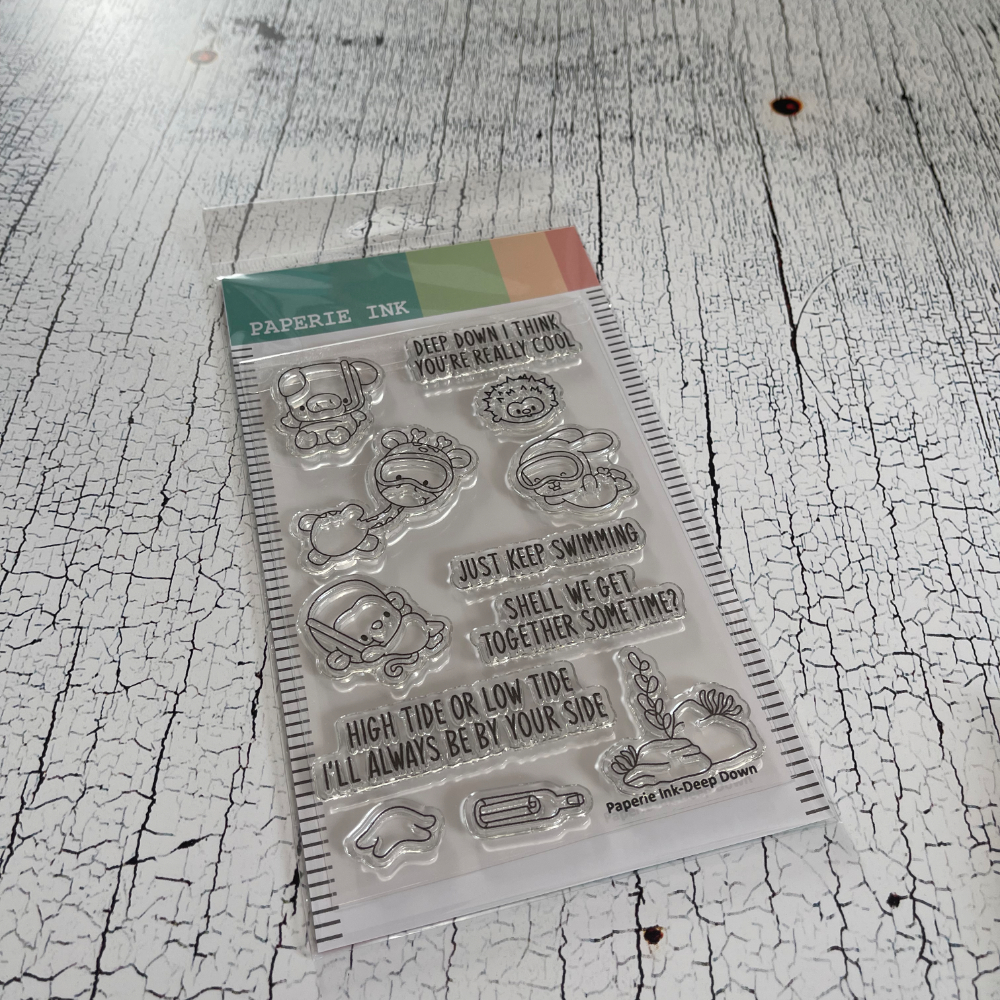 PAPERIE INK
DEEP DOWN I THINK
YOU'RE REALLY COOL
JUST KEEP SWIMMING
SHELL WE GET
TOGETHER SOMETIME?
HIGH TIDE OR LOW TIDE
I'LL ALWAYS BE BY YOUR SIDE
Paperie Ink-Deep Down